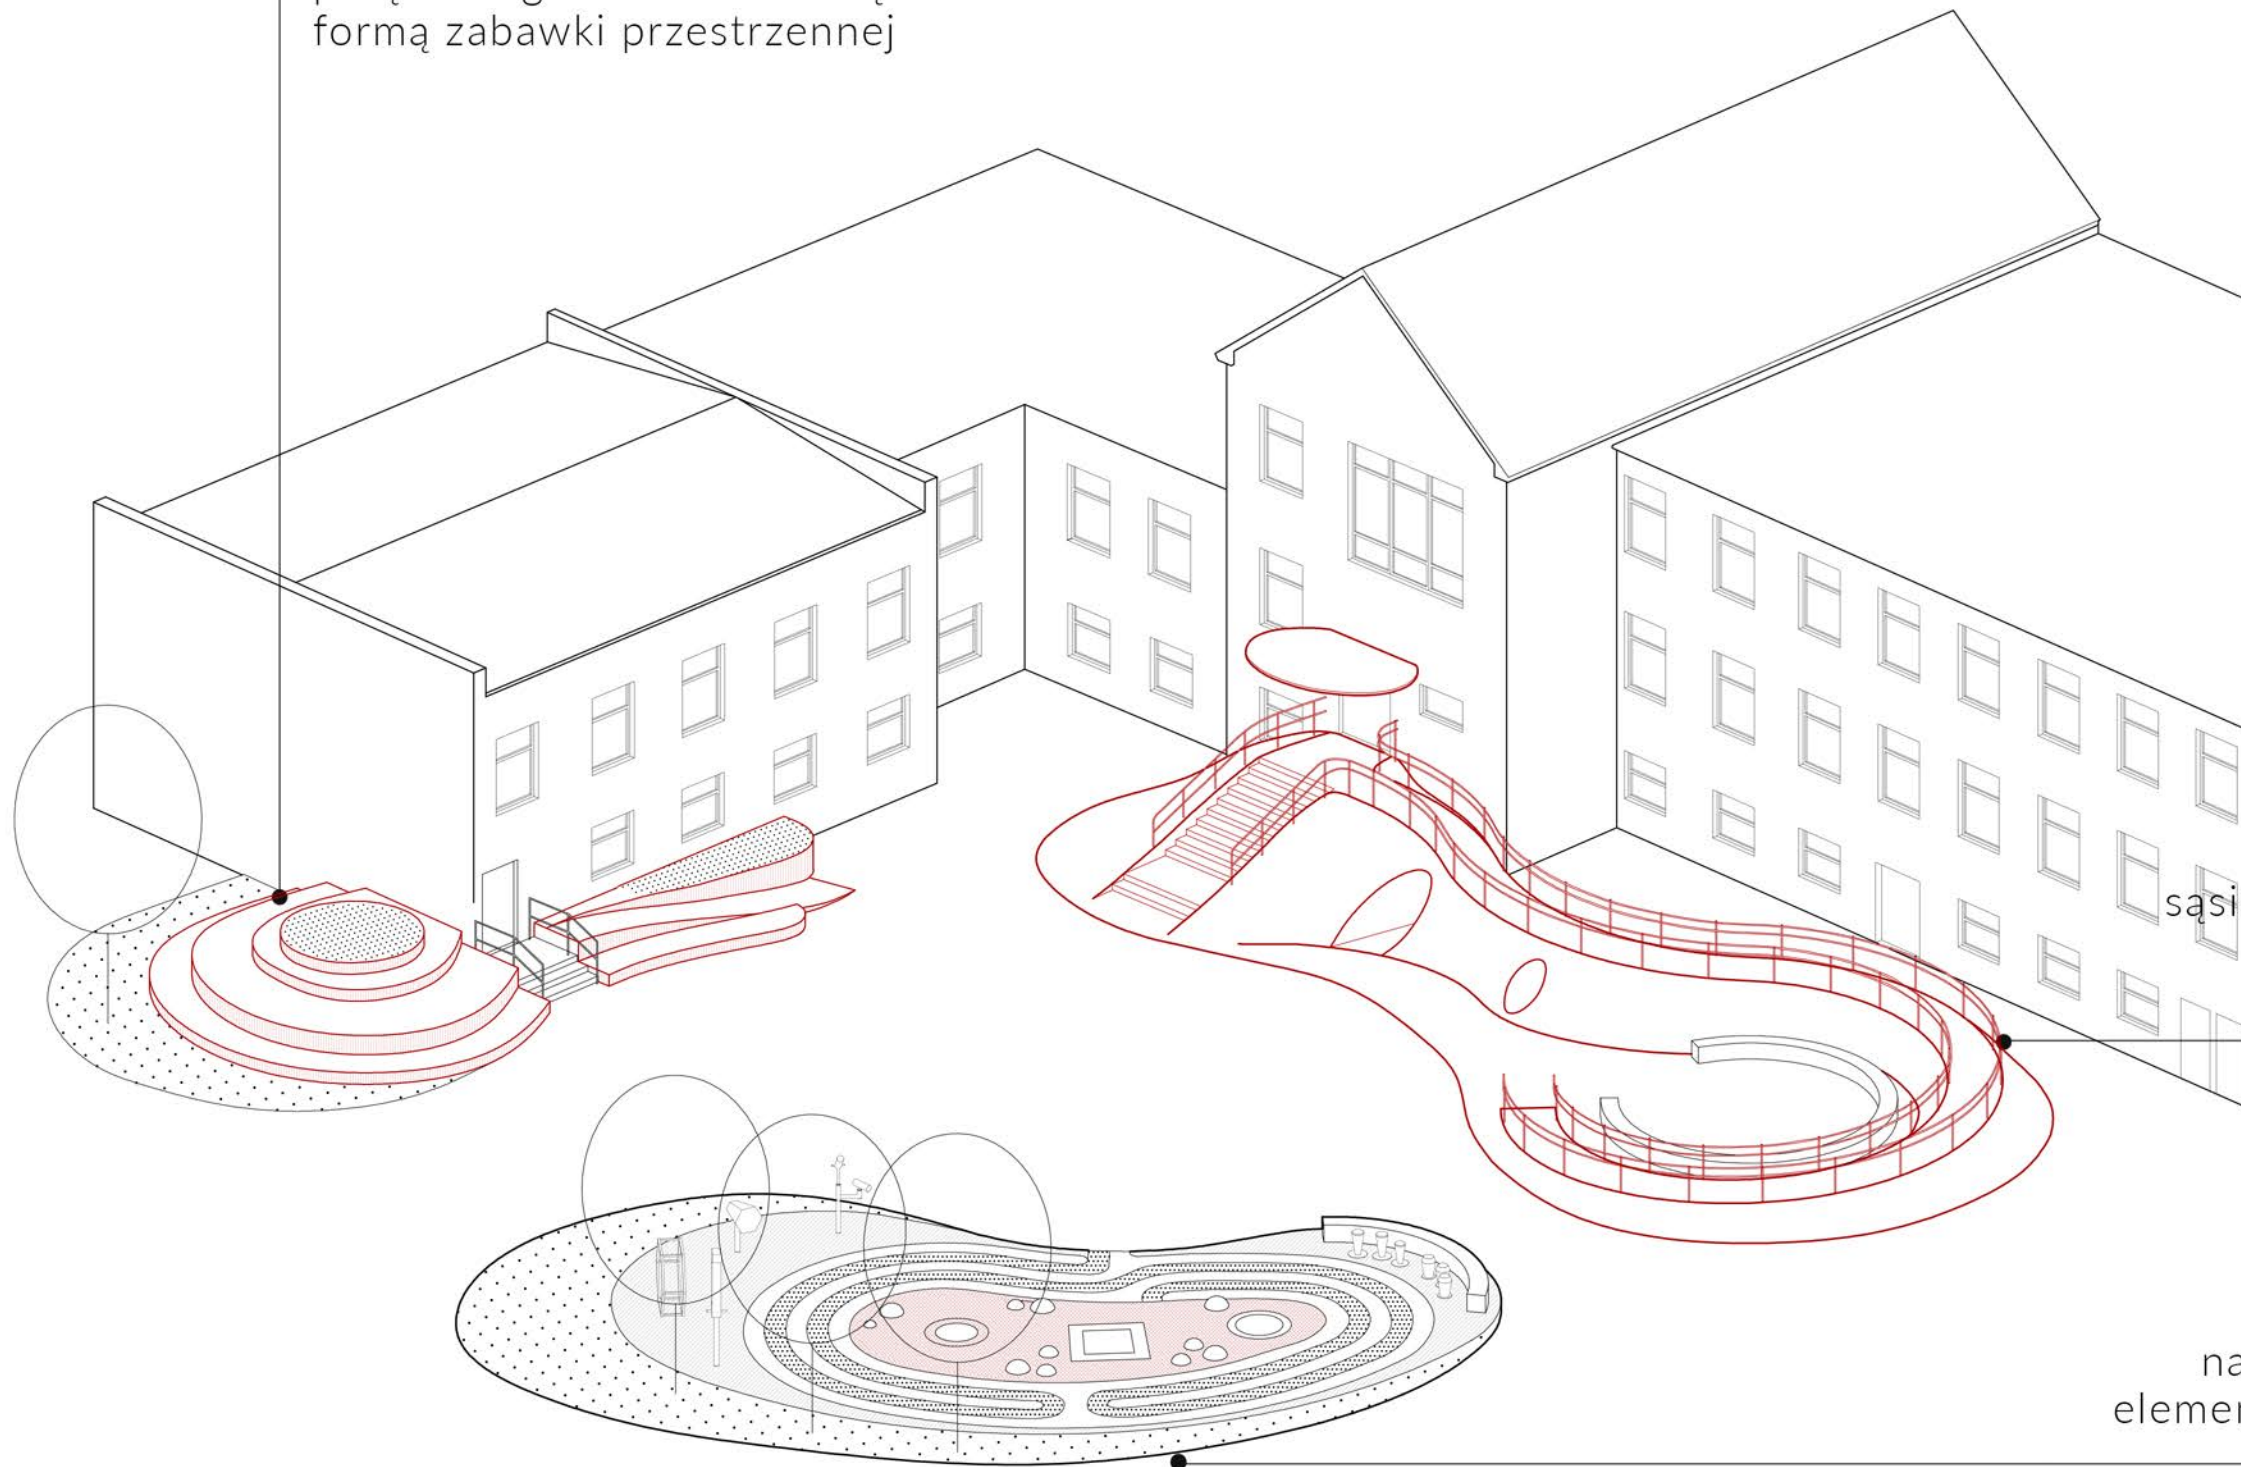 formą zabawki przestrzennej
sąsi
na
elemen